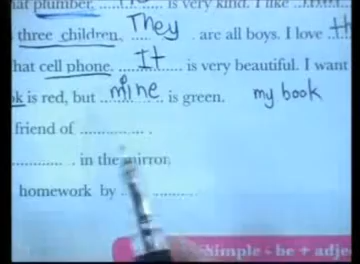 plumber. is very kind. I like
three children, They are all boys. I love
hat cell phone. It is very beautiful. I want
is red, but mine is green. my book
friend of ...............
............... in the mirror.
homework by ...............
Simple - be + adje